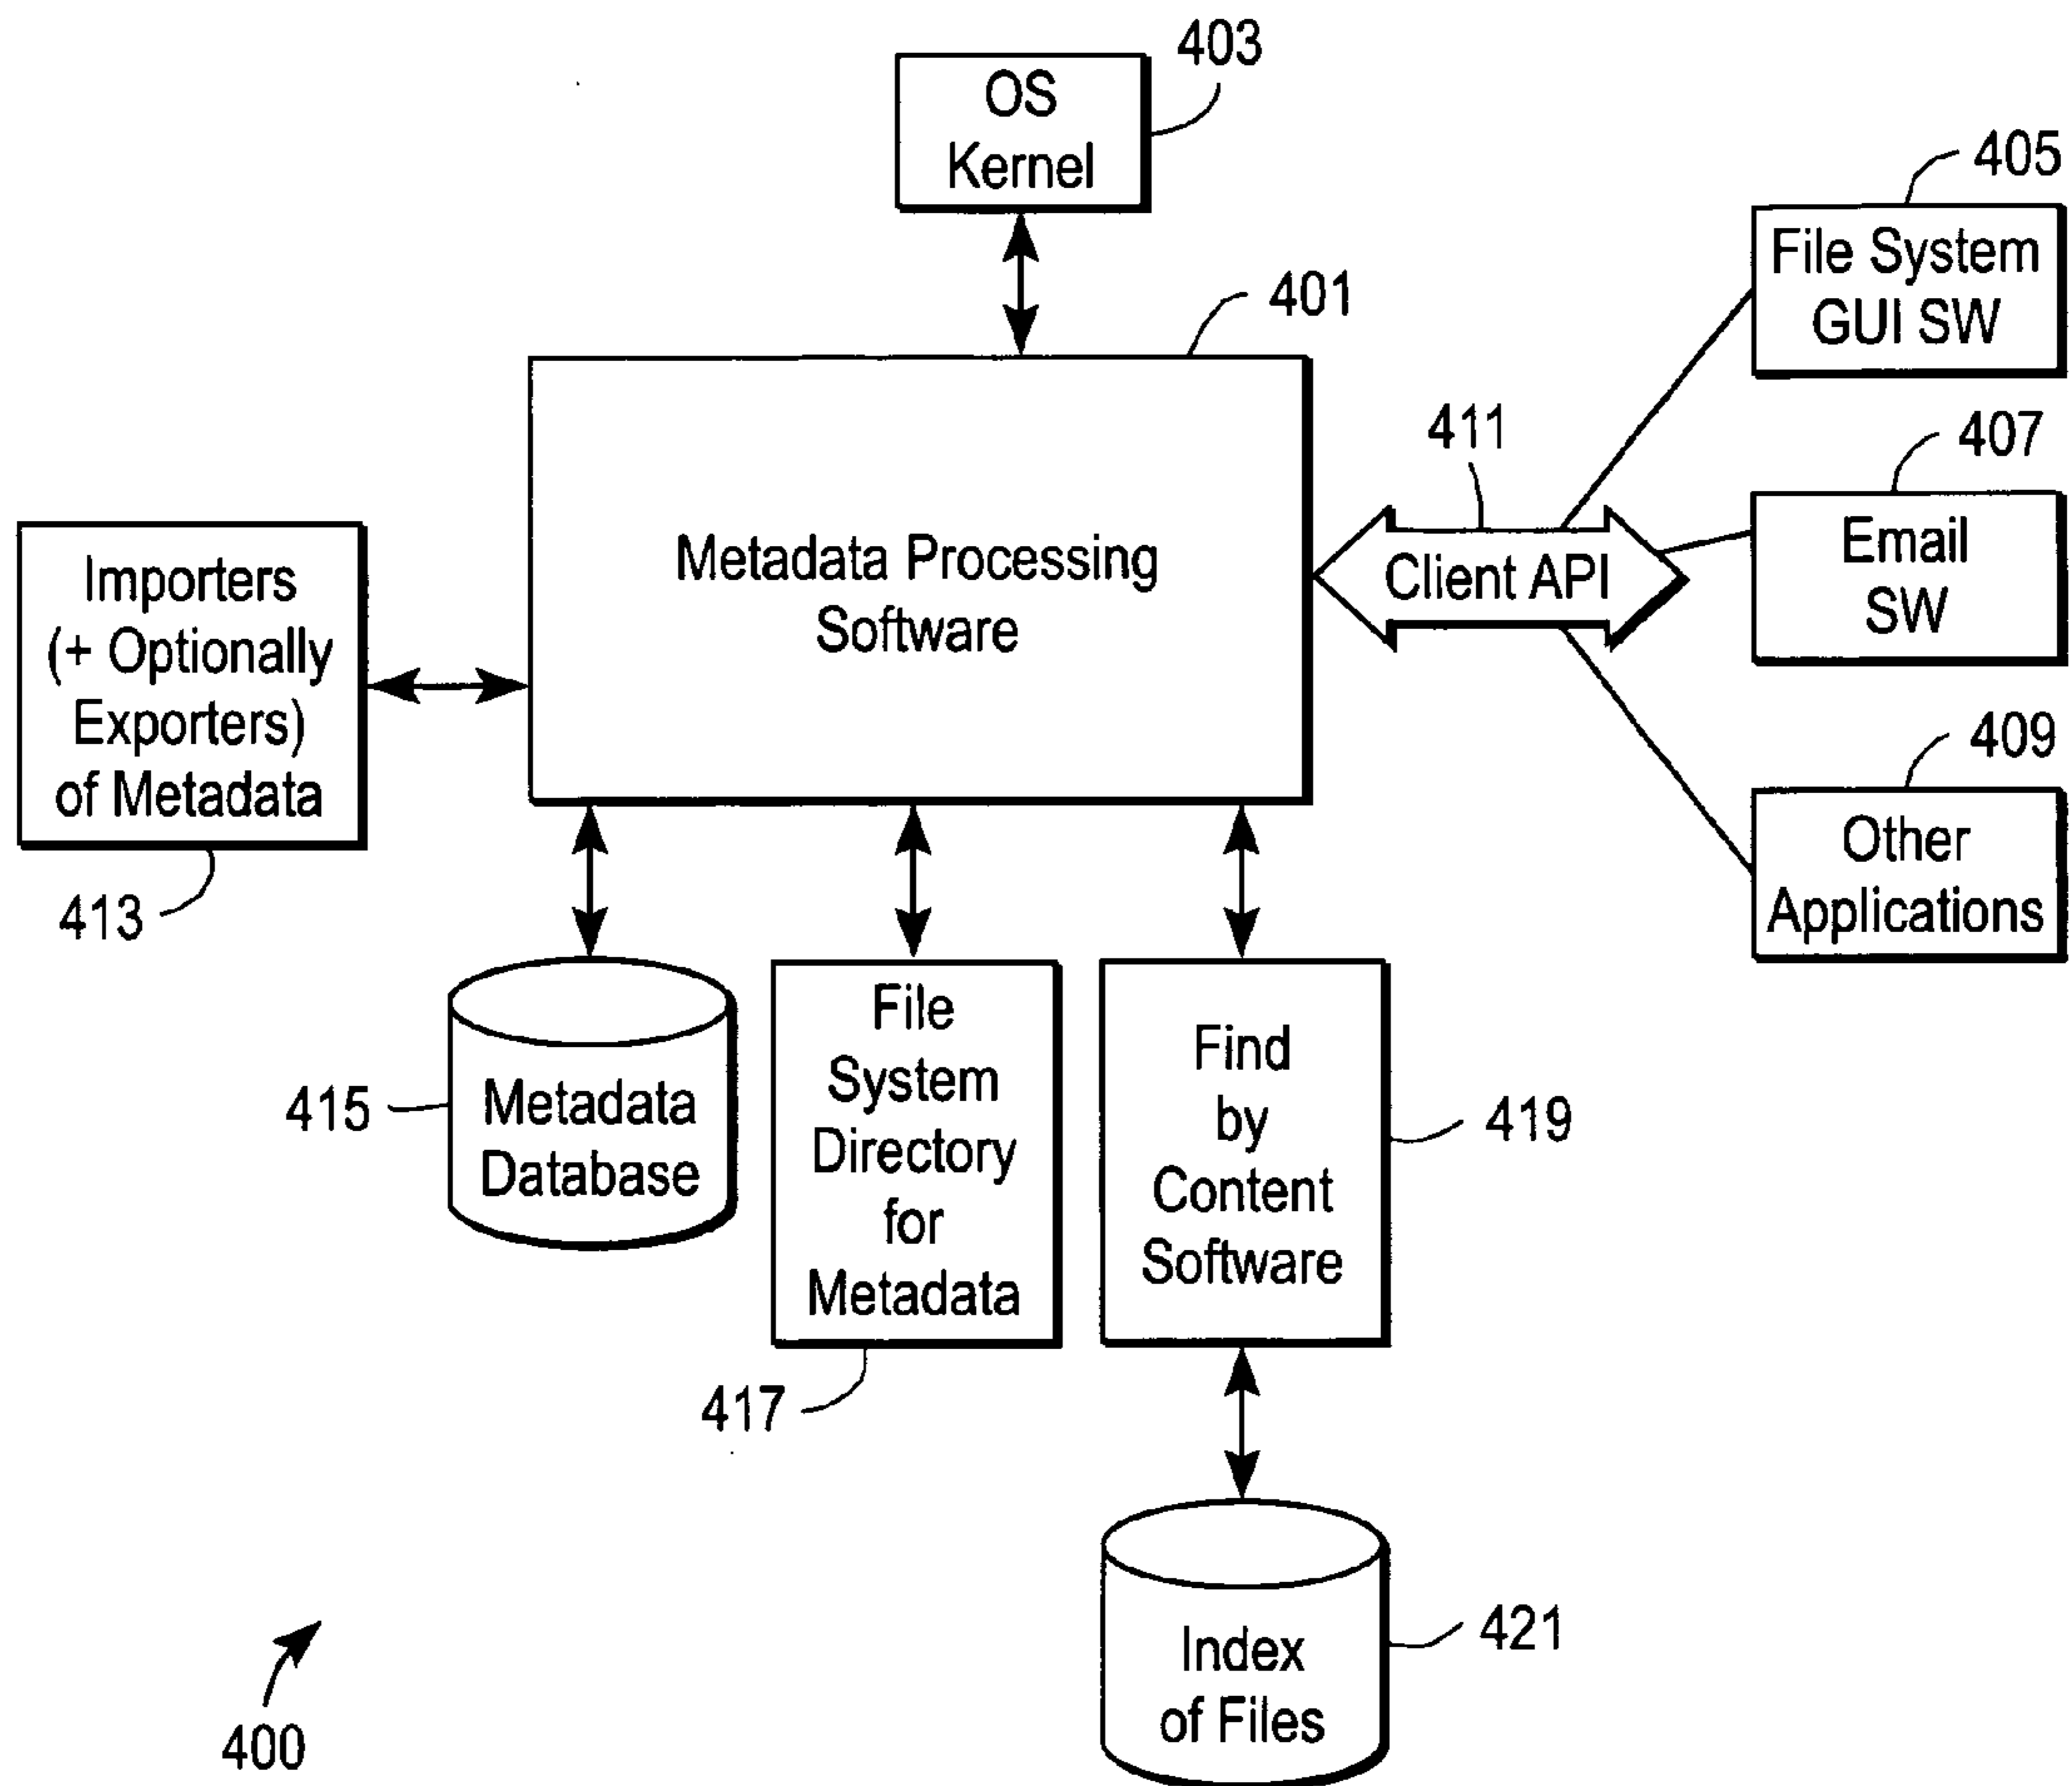 403
OS
Kernel
405
File System
GUI SW
401
411
407
Metadata Processing
Software
Client API
Email
SW
Importers
(+ Optionally
Exporters)
of Metadata
413
409
Other
Applications
415
Metadata
Database
File
System
Directory
for
Metadata
417
Find
by
Content
Software
419
421
Index
of Files
400